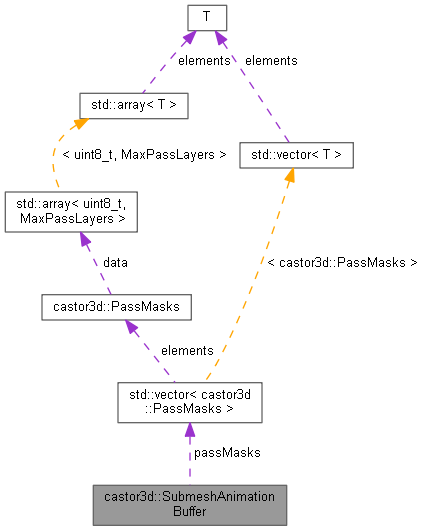 T
elements
elements
std::array< T >
< uint8_t, MaxPassLayers >
std::vector< T >
std::array< uint8_t,
MaxPassLayers >
data
< castor3d::PassMasks >
castor3d::PassMasks
elements
std::vector< castor3d
::PassMasks >
passMasks
castor3d::SubmeshAnimation
Buffer